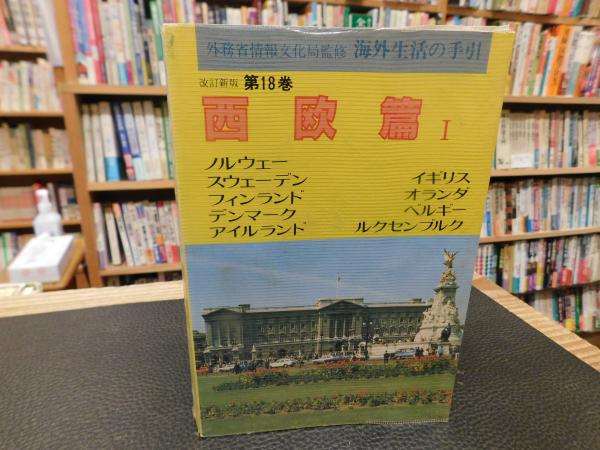 外務省情報文化局監修 海外生活の手引
改訂新版 第18巻
西欧篇 I
ノルウェー
スウェーデン
フィンランド
デンマーク
アイルランド
イギリス
オランダ
ベルギー
ルクセンブルク